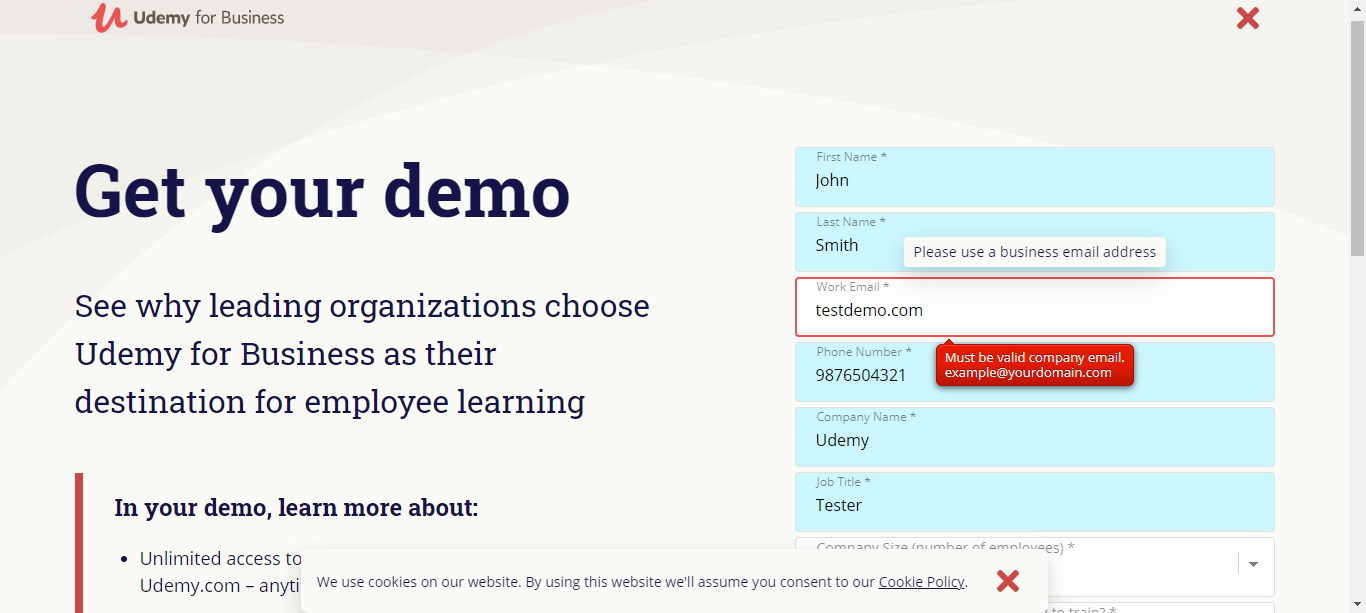 Udemy for Business
Get your demo
See why leading organizations choose
Udemy for Business as their
destination for employee learning
In your demo, learn more about:
Unlimited access to
Udemy.com – anyti
First Name *
John
Last Name *
Smith
Please use a business email address
Work Email *
testdemo.com
Must be valid company email.
example@yourdomain.com
Phone Number *
9876504321
Company Name *
Udemy
Job Title *
Tester
Company Size (number of employees) *
to train? *
We use cookies on our website. By using this website we'll assume you consent to our Cookie Policy.